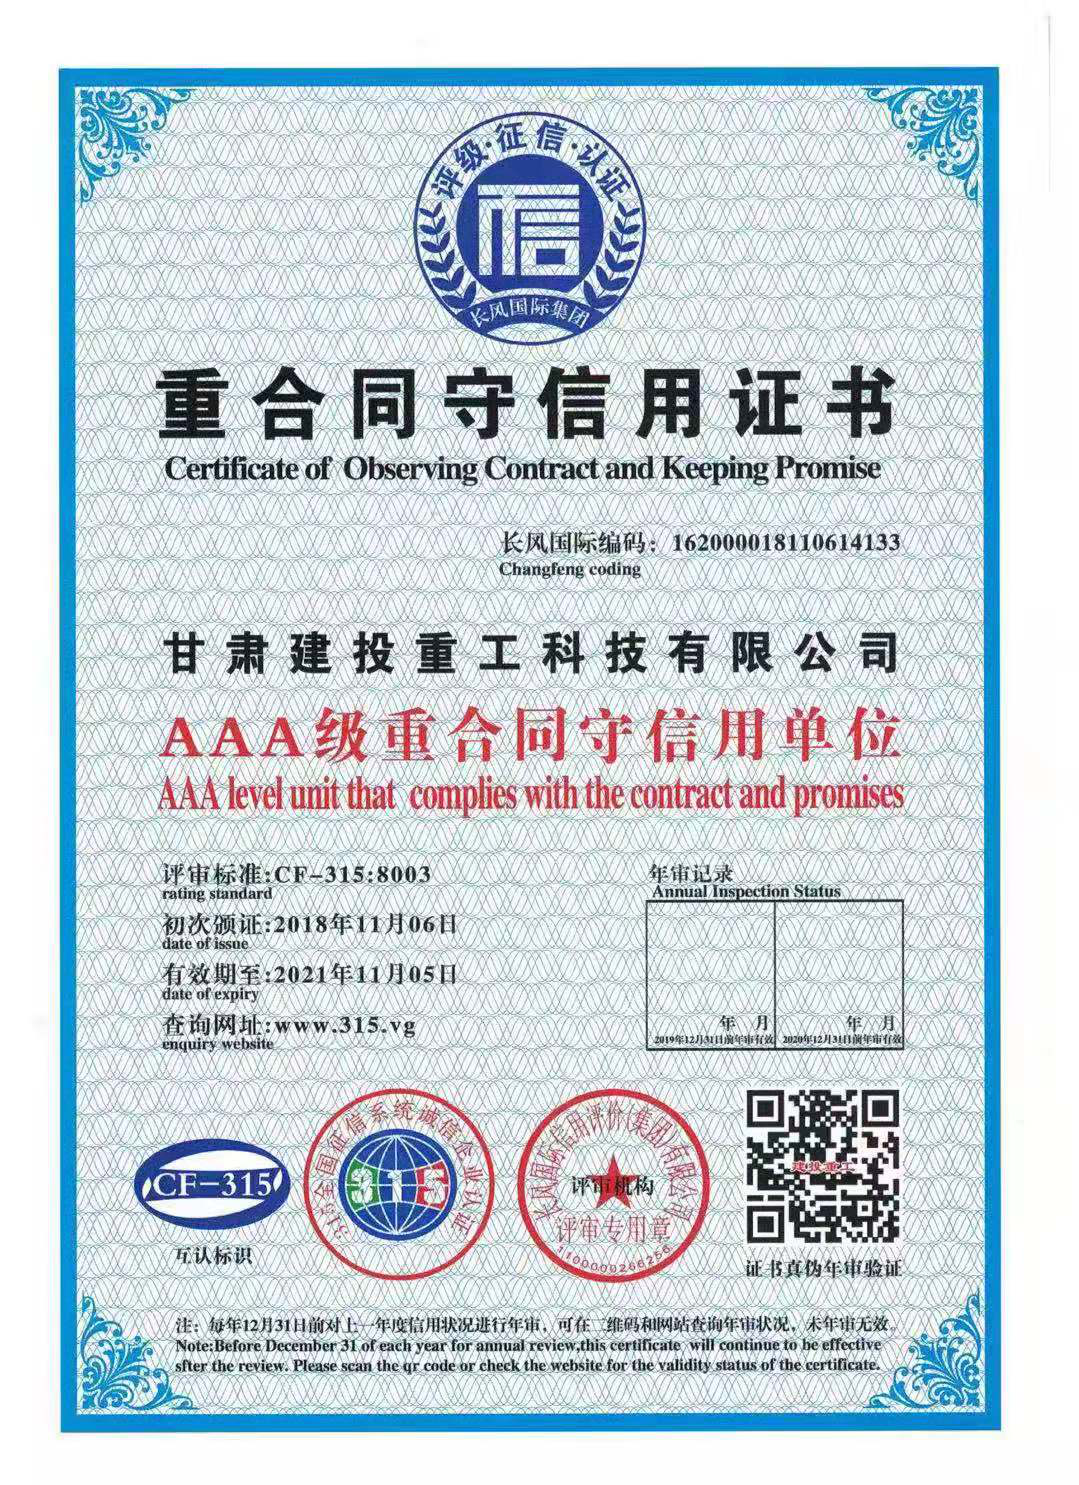 评级·征信·认证
信
长风国际集团
重合同守信用证书
Certificate of Observing Contract and Keeping Promise
长风国际编码：162000018110614133
Changfeng coding
甘肃建投重工科技有限公司
AAA级重合同守信用单位
AAA level unit that complies with the contract and promises
评审标准:CF-315:8003
rating standard
初次颁证:2018年11月06日
date of issue
有效期至:2021年11月05日
date of expiry
查询网址:www.315.vg
enquiry website
年审记录
Annual Inspection Status
年 月
2019年12月31日前年审有效
年 月
2020年12月31日前年审有效
CF-315
互认标识
315全国征信系统诚信企业认证
315
长风国际信用评价(集团)有限公司
评审机构
评审专用章
1100000266256
建投重工
证书真伪年审验证
注：每年12月31日前对上一年度信用状况进行年审，可在二维码和网站查询年审状况，未年审无效。
Note:Before December 31 of each year for annual review,this certificate will continue to be effective
sfter the review. Please scan the qr code or check the website for the validity status of the certificate.